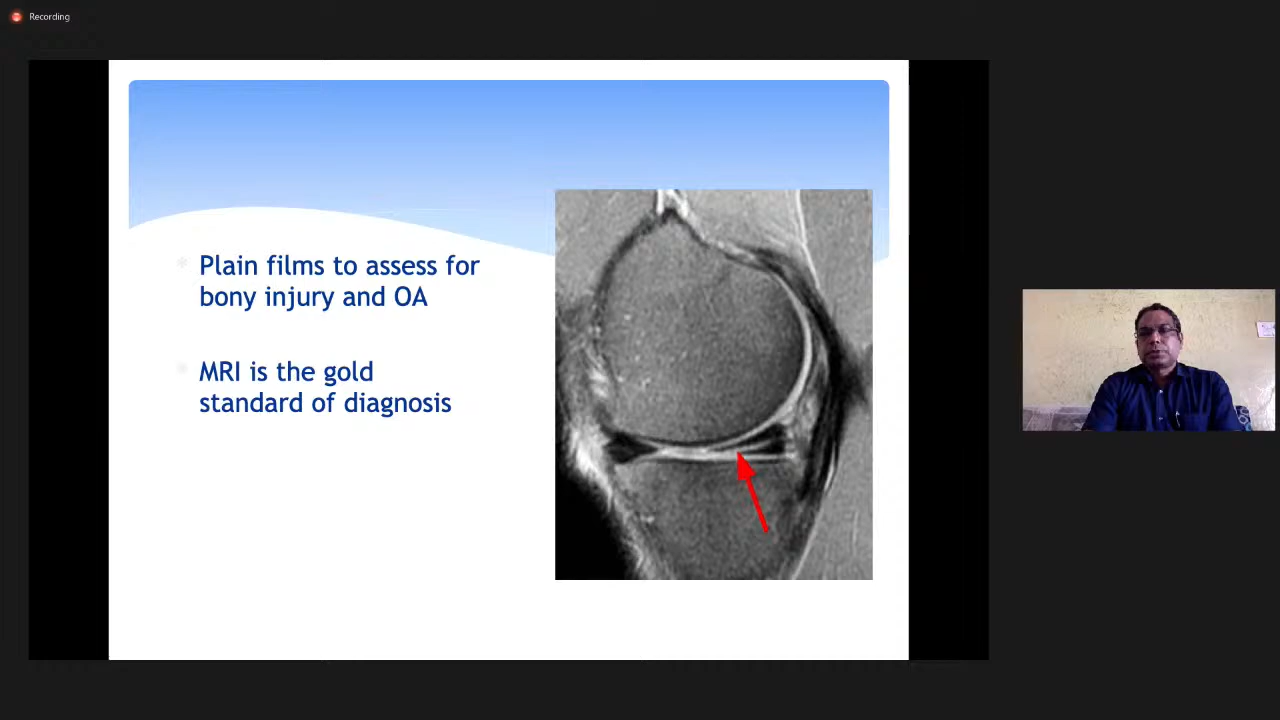 Recording
Plain films to assess for
bony injury and OA
MRI is the gold
standard of diagnosis